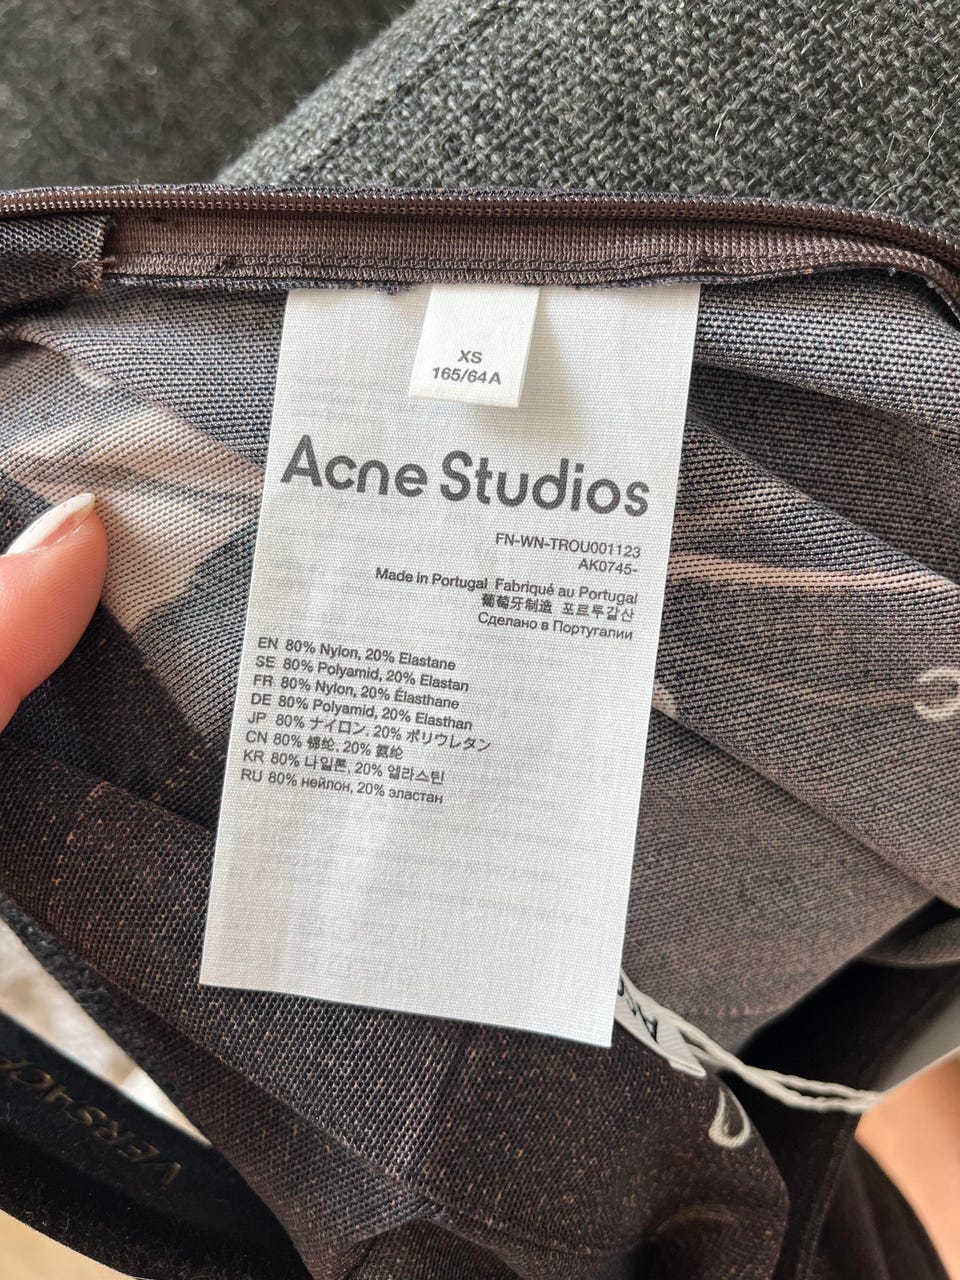 XS
165/64A
Acne Studios
FN-WN-TROU001123
AK0745-
Made in Portugal Fabriqué au Portugal
葡萄牙制造 포르투갈산
Сделано в Португалии
EN 80% Nylon, 20% Elastane
SE 80% Polyamid, 20% Elastan
FR 80% Nylon, 20% Élasthane
DE 80% Polyamid, 20% Elasthan
JP 80% ナイロン, 20% ポリウレタン
CN 80% 锦纶, 20% 氨纶
KR 80% 나일론, 20% 엘라스틴
RU 80% нейлон, 20% эластан
VERSAC